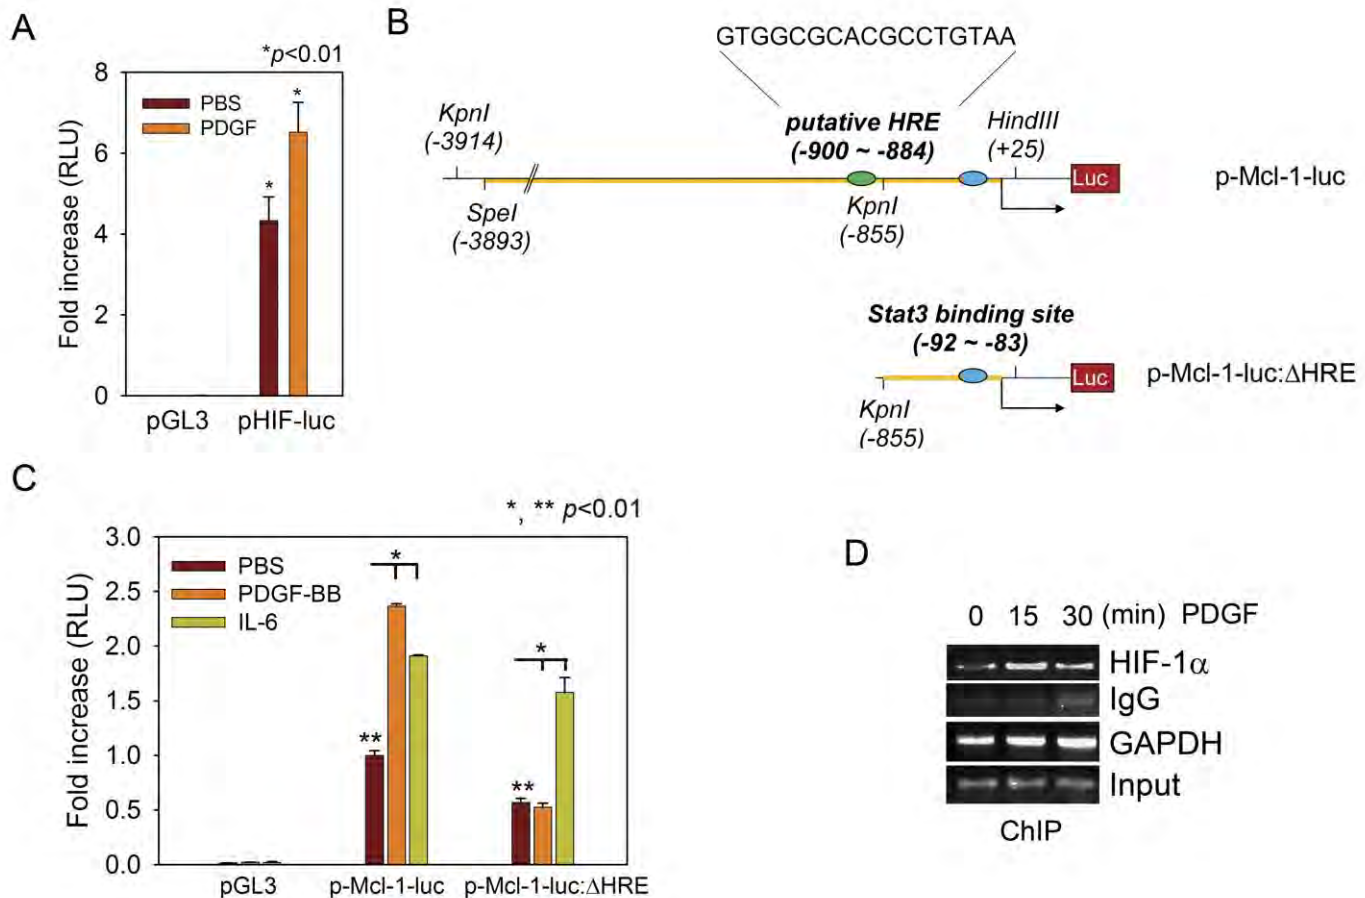 A
*p<0.01
8
6
4
2
0
Fold increase (RLU)
PBS
PDGF
*
*
pGL3 pHIF-luc
B
GTGGCGCACGCCTGTAA
KpnI
(-3914)
putative HRE
(-900 ~ -884)
HindIII
(+25)
Luc
p-Mcl-1-luc
SpeI
(-3893)
KpnI
(-855)
Stat3 binding site
(-92 ~ -83)
Luc
p-Mcl-1-luc:ΔHRE
KpnI
(-855)
C
*, ** p<0.01
3.0
2.5
2.0
1.5
1.0
0.5
0.0
Fold increase (RLU)
PBS
PDGF-BB
IL-6
*
**
*
**
pGL3 p-Mcl-1-luc p-Mcl-1-luc:ΔHRE
D
0 15 30 (min) PDGF
HIF-1α
IgG
GAPDH
Input
ChIP